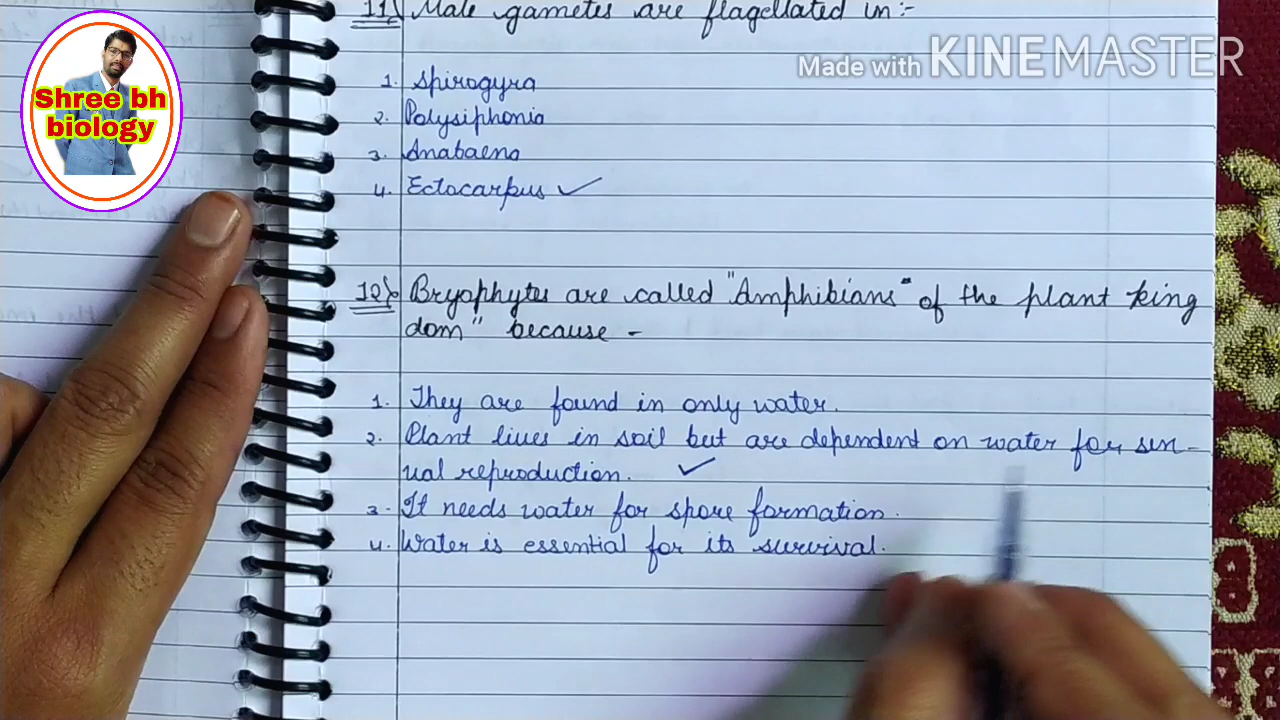 11) Male gametes are flagellated in:-
Made with KINEMASTER
Shree bh
biology
1. Spirogyra
2. Polysiphonia
3. Anabaena
4. Ectocarpus ✓
12) Bryophytes are called "Amphibians" of the plant king
dom" because -
1. They are found in only water.
2. Plant lives in soil but are dependent on water for sex-
ual reproduction. ✓
3. It needs water for spore formation.
4. Water is essential for its survival.